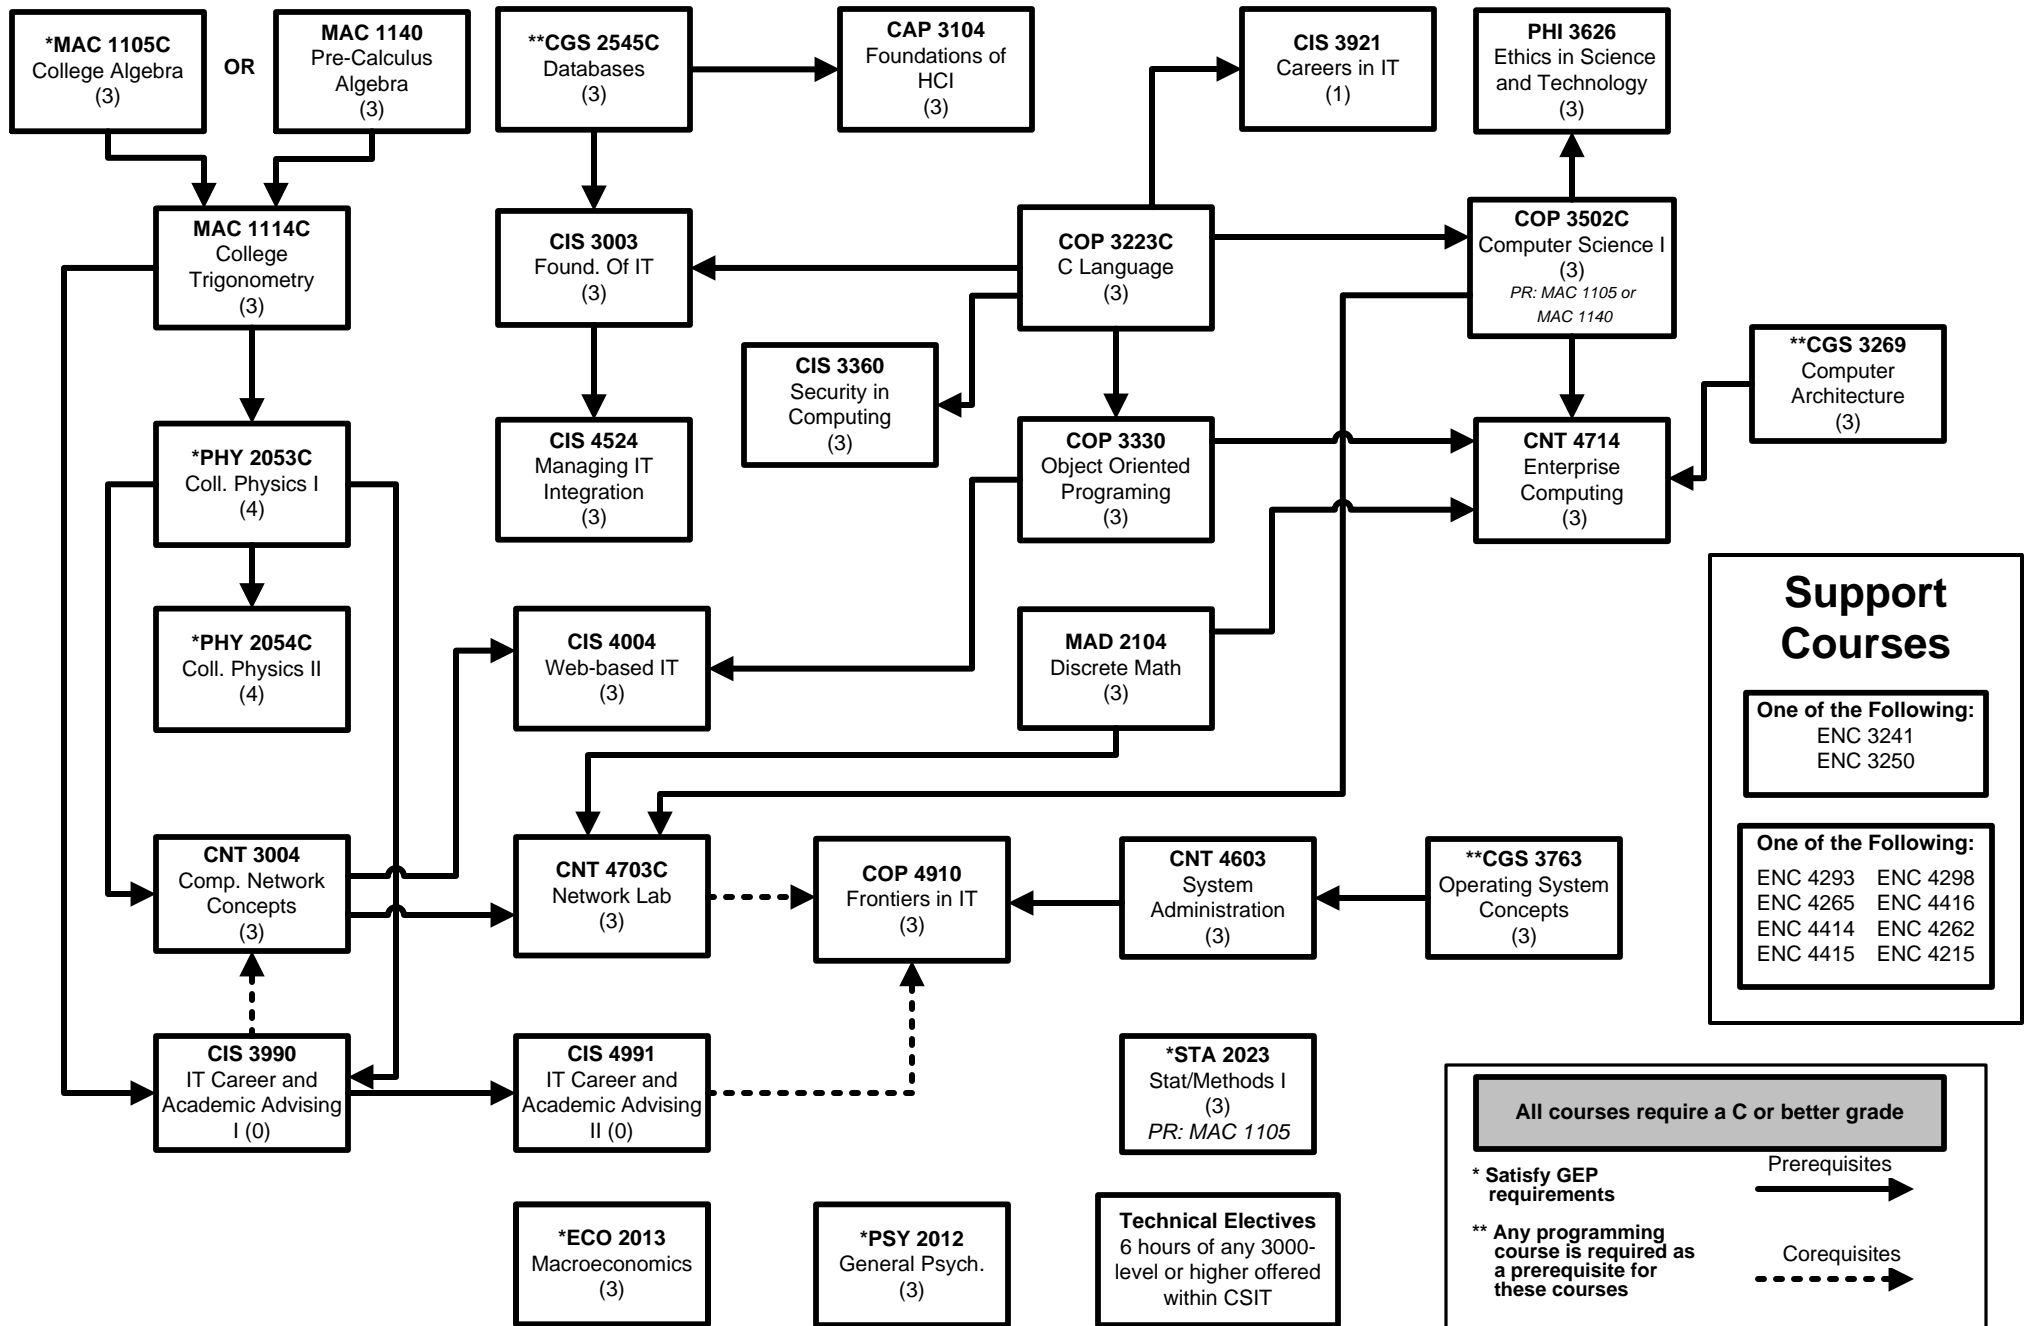 *MAC 1105C
College Algebra
(3)
OR
MAC 1140
Pre-Calculus
Algebra
(3)
**CGS 2545C
Databases
(3)
CAP 3104
Foundations of
HCI
(3)
CIS 3921
Careers in IT
(1)
PHI 3626
Ethics in Science
and Technology
(3)
MAC 1114C
College
Trigonometry
(3)
CIS 3003
Found. Of IT
(3)
COP 3223C
C Language
(3)
COP 3502C
Computer Science I
(3)
PR: MAC 1105 or
MAC 1140
CIS 3360
Security in
Computing
(3)
**CGS 3269
Computer
Architecture
(3)
*PHY 2053C
Coll. Physics I
(4)
CIS 4524
Managing IT
Integration
(3)
COP 3330
Object Oriented
Programing
(3)
CNT 4714
Enterprise
Computing
(3)
*PHY 2054C
Coll. Physics II
(4)
CIS 4004
Web-based IT
(3)
MAD 2104
Discrete Math
(3)
Support
Courses
One of the Following:
ENC 3241
ENC 3250
One of the Following:
ENC 4293 ENC 4298
ENC 4265 ENC 4416
ENC 4414 ENC 4262
ENC 4415 ENC 4215
CNT 3004
Comp. Network
Concepts
(3)
CNT 4703C
Network Lab
(3)
COP 4910
Frontiers in IT
(3)
CNT 4603
System
Administration
(3)
**CGS 3763
Operating System
Concepts
(3)
CIS 3990
IT Career and
Academic Advising
I (0)
CIS 4991
IT Career and
Academic Advising
II (0)
*STA 2023
Stat/Methods I
(3)
PR: MAC 1105
*ECO 2013
Macroeconomics
(3)
*PSY 2012
General Psych.
(3)
Technical Electives
6 hours of any 3000-
level or higher offered
within CSIT
All courses require a C or better grade
* Satisfy GEP
requirements
Prerequisites
** Any programming
course is required as
a prerequisite for
these courses
Corequisites